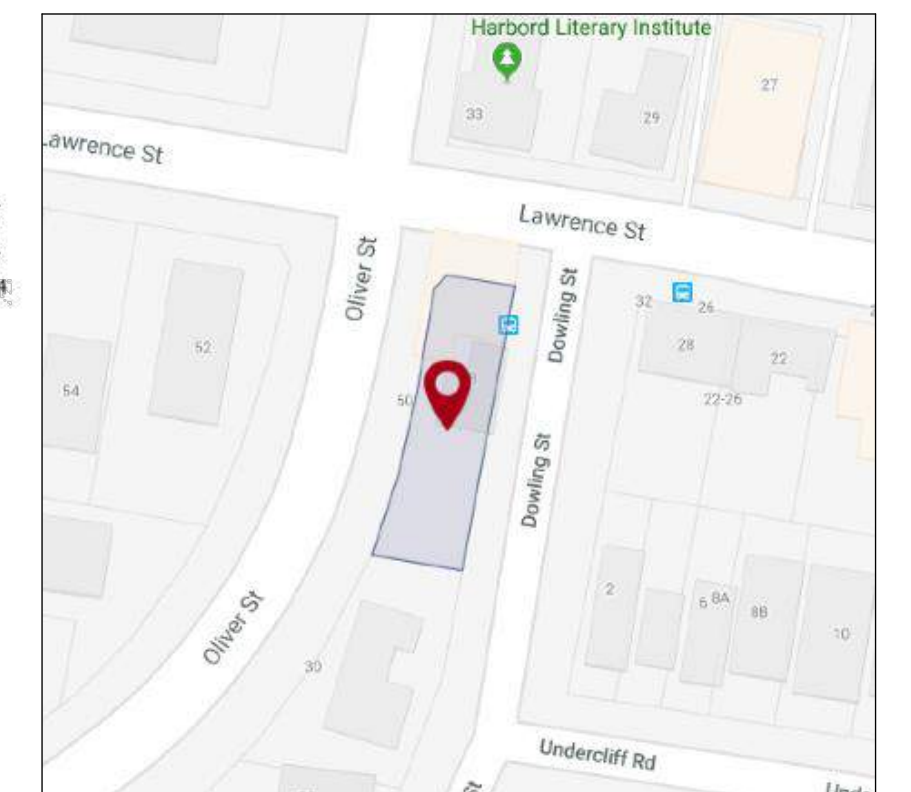 Harbord Literary Institute
27
33
29
Lawrence St
Lawrence St
Oliver St
Dowling St
32
26
52
28
22
54
50
22-26
Dowling St
2
6
8A
8B
10
Oliver St
30
Undercliff Rd